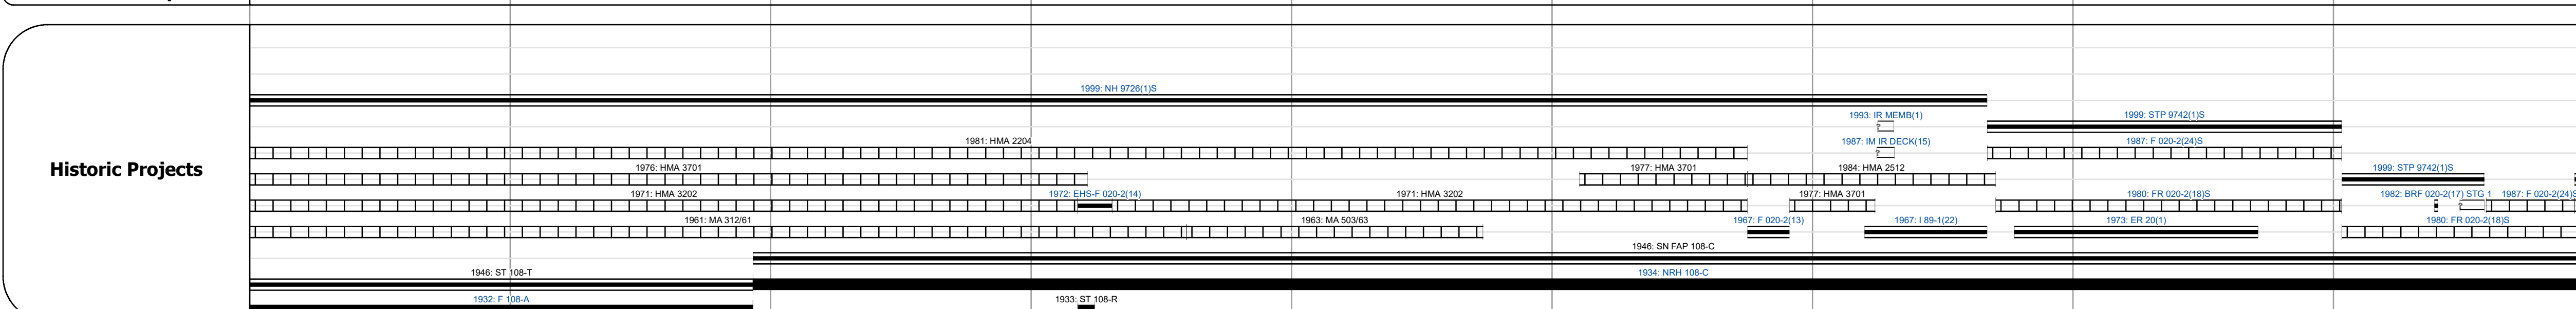 1999: NH 9726(1)S
1993: IR MEMB(1)
1999: STP 9742(1)S
1981: HMA 2204
1987: IM IR DECK(15)
1987: F 020-2(24)S
Historic Projects
1976: HMA 3701
1977: HMA 3701
1984: HMA 2512
1999: STP 9742(1)S
1971: HMA 3202
1972: EHS-F 020-2(14)
1971: HMA 3202
1977: HMA 3701
1980: FR 020-2(18)S
1982: BRF 020-2(17) STG 1
1987: F 020-2(24)S
1961: MA 312/61
1963: MA 503/63
1967: F 020-2(13)
1967: I 89-1(22)
1973: ER 20(1)
1980: FR 020-2(18)S
1946: SN FAP 108-C
1946: ST 108-T
1934: NRH 108-C
1932: F 108-A
1933: ST 108-R